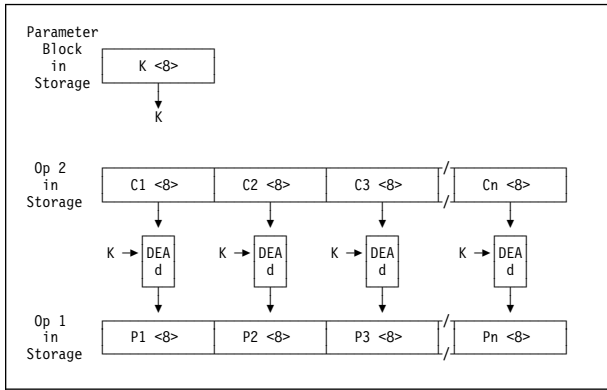 Parameter
Block
in
Storage
K <8>
K
Op 2
in
Storage
C1 <8> C2 <8> C3 <8> / Cn <8>
/
K DEA K DEA K DEA K DEA
d d d d
Op 1
in
Storage
P1 <8> P2 <8> P3 <8> / Pn <8>
/